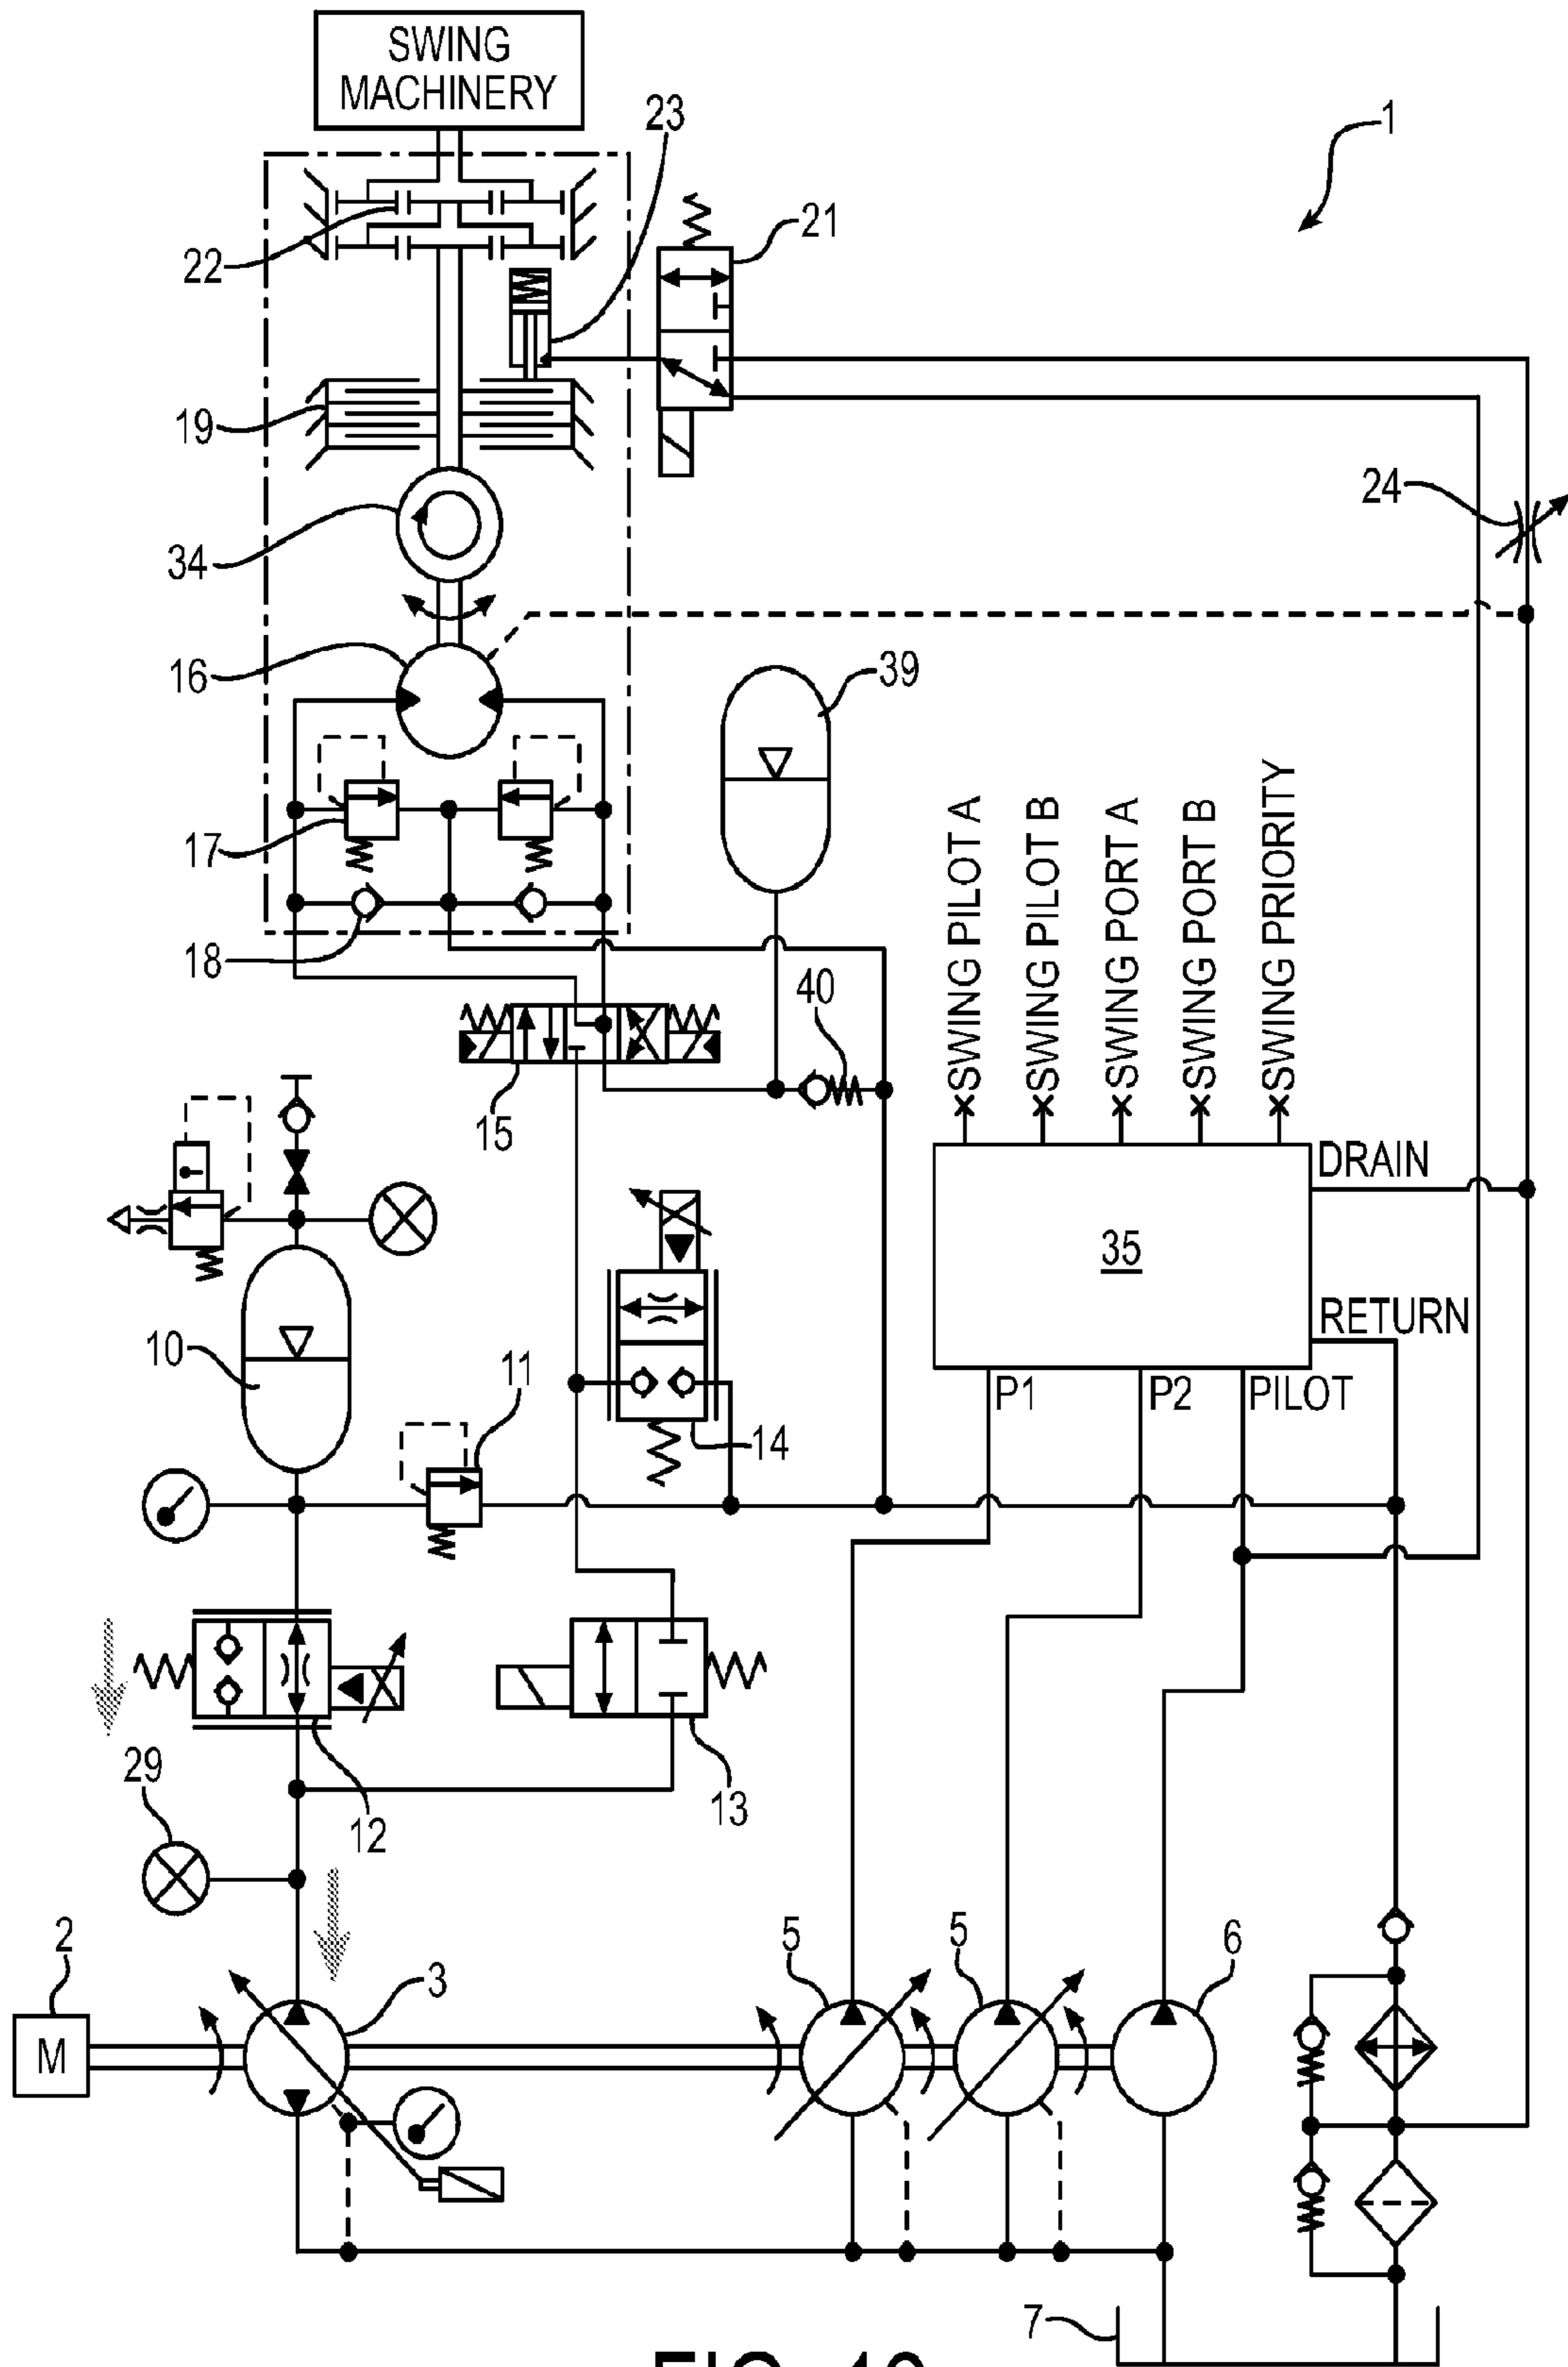 SWING
MACHINERY
23
1
21
22
19
24
34
16
39
17
18
40
15
SWING PILOT A
SWING PILOT B
SWING PORT A
SWING PORT B
SWING PRIORITY
DRAIN
35
RETURN
10
11
14
P1
P2
PILOT
29
12
13
2
M
3
5
5
6
7